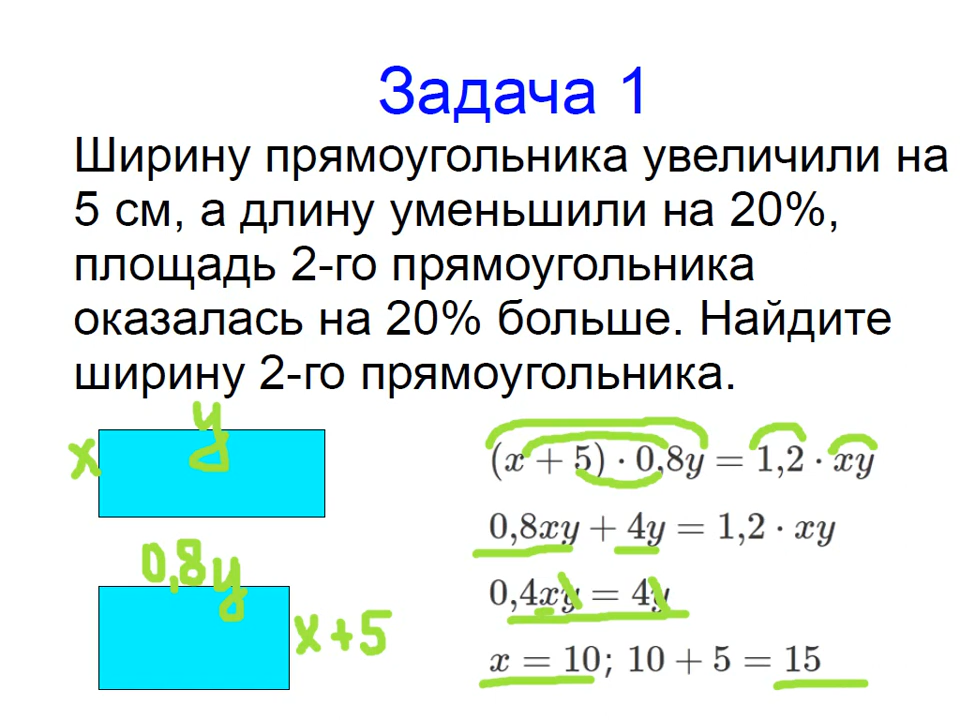 Задача 1
Ширину прямоугольника увеличили на
5 см, а длину уменьшили на 20%,
площадь 2-го прямоугольника
оказалась на 20% больше. Найдите
ширину 2-го прямоугольника.
y
x
(x + 5) · 0,8y = 1,2 · xy
0,8xy + 4y = 1,2 · xy
0,8y
0,4xy = 4y
x+5
x = 10; 10 + 5 = 15